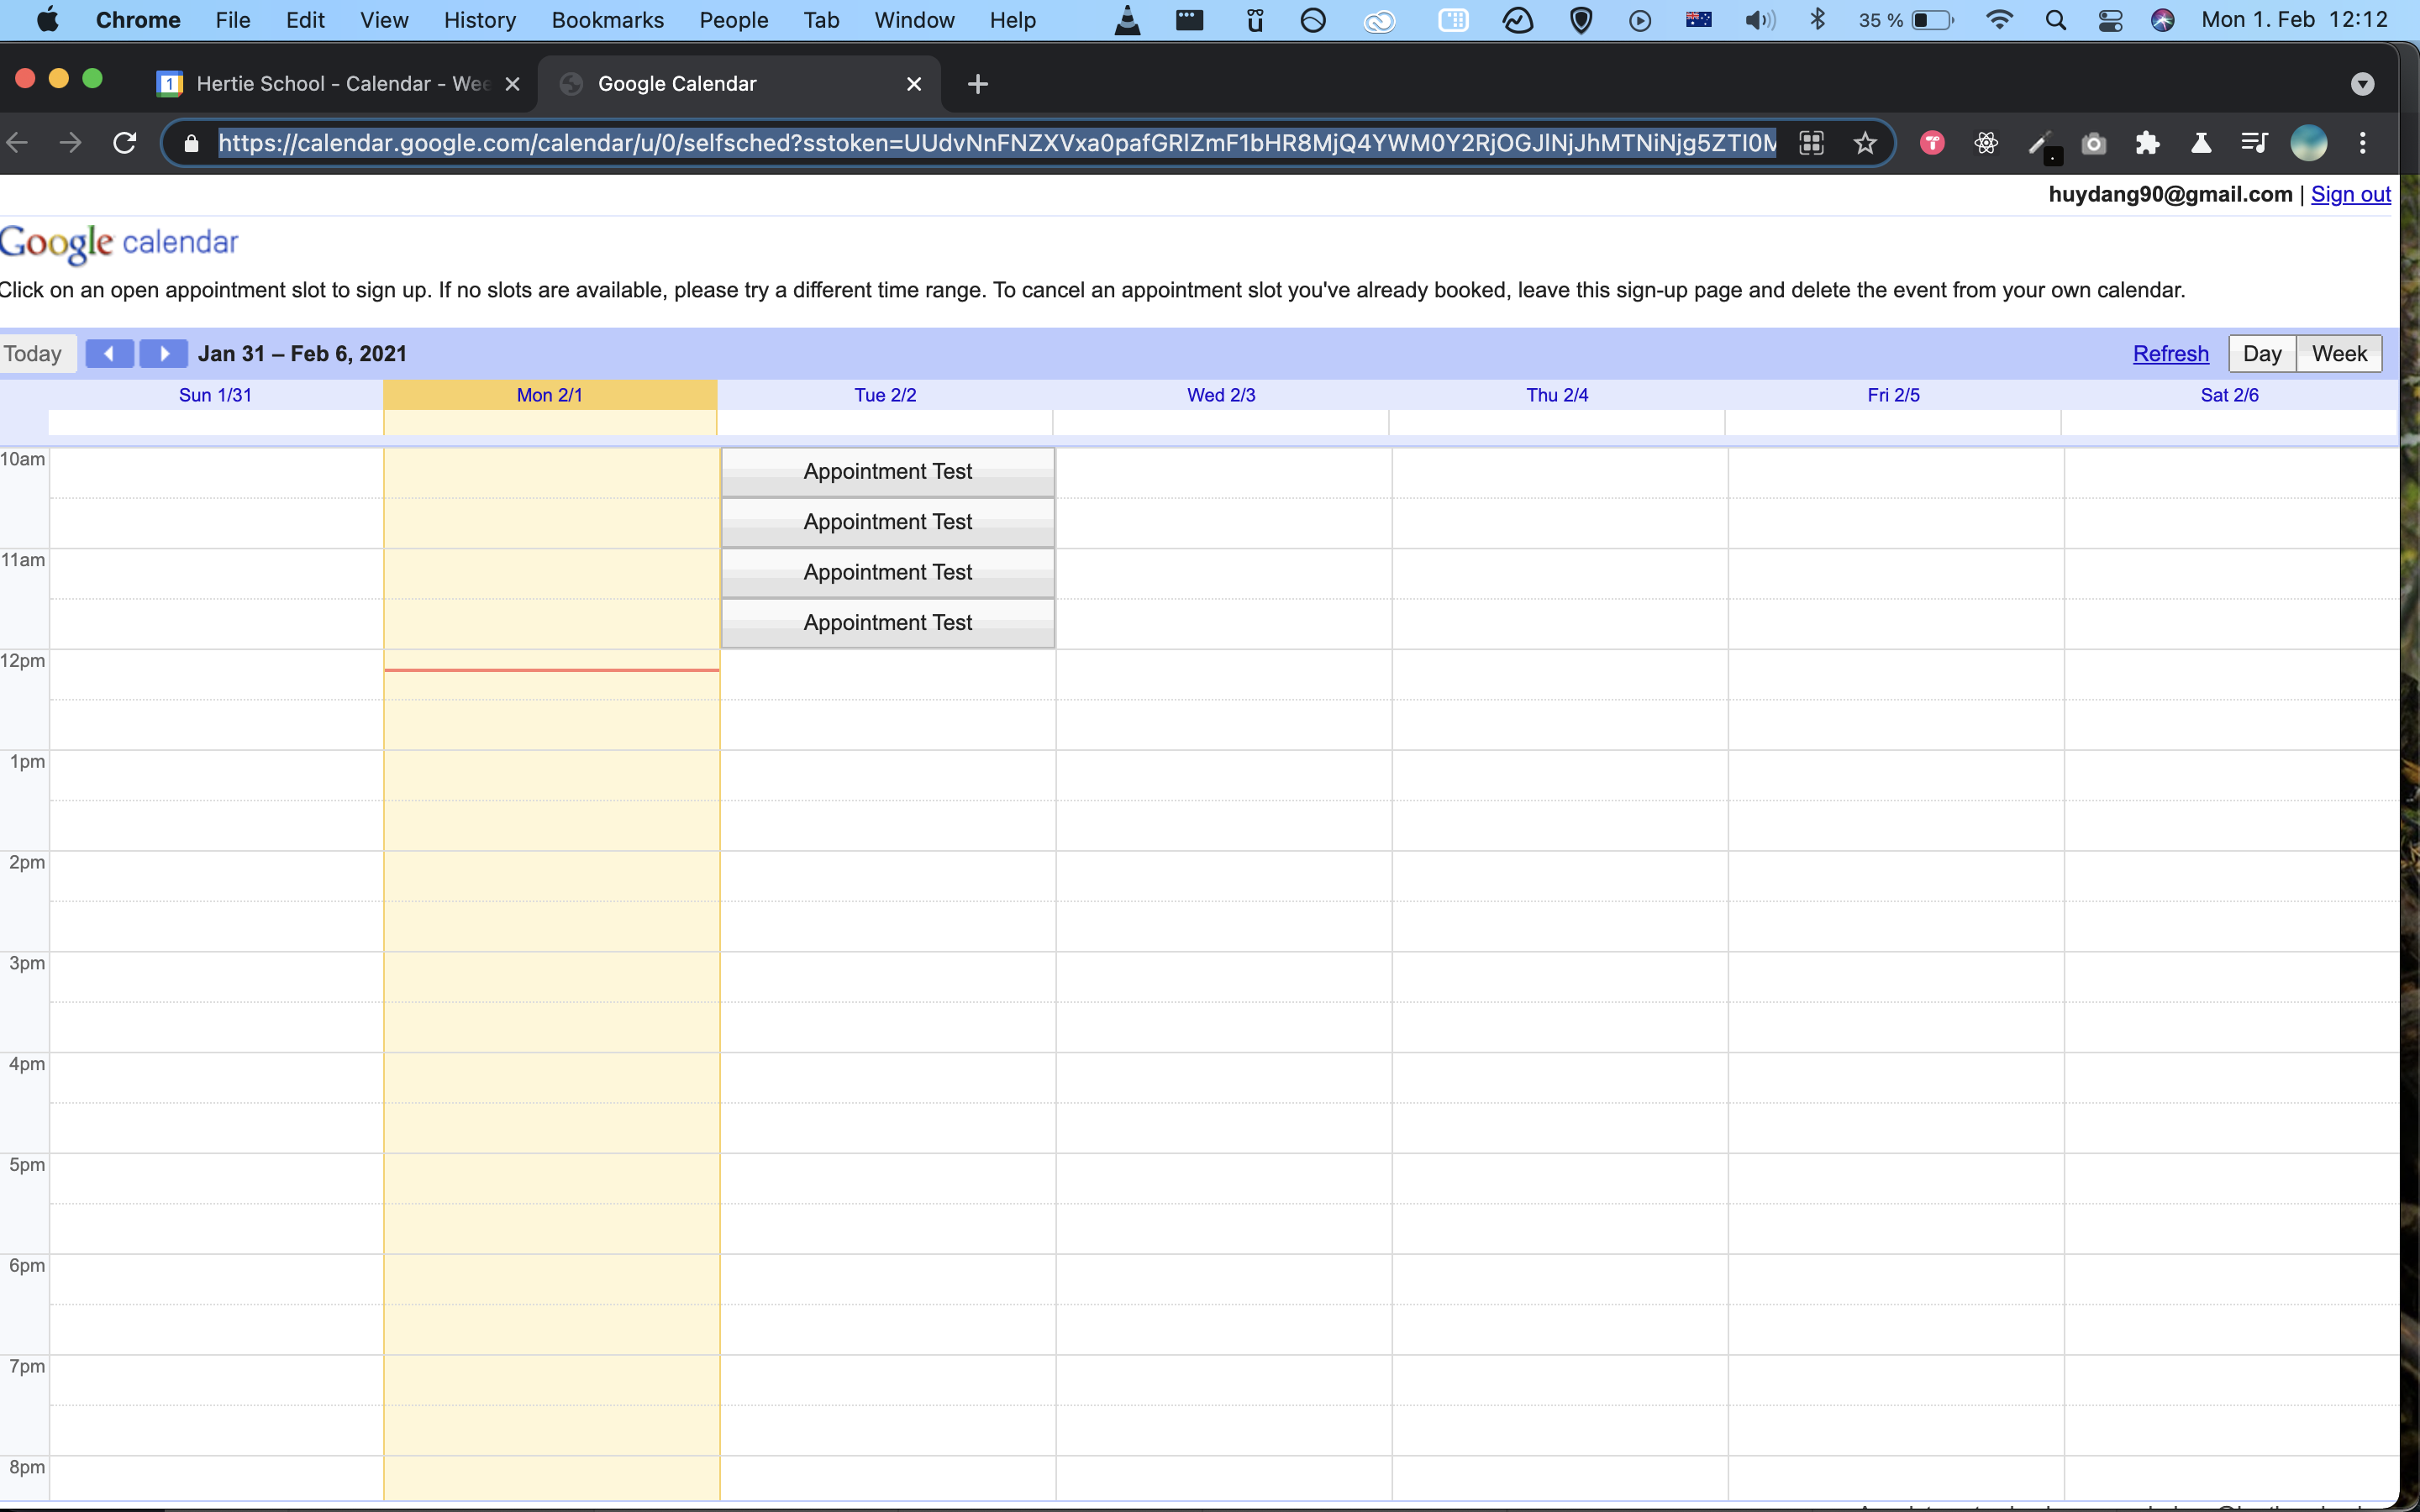 Chrome File Edit View History Bookmarks People Tab Window Help 35 % Mon 1. Feb 12:12
1 Hertie School - Calendar - Wee Google Calendar
https://calendar.google.com/calendar/u/0/selfsched?sstoken=
huydang90@gmail.com | Sign out
Google calendar
Click on an open appointment slot to sign up. If no slots are available, please try a different time range. To cancel an appointment slot you've already booked, leave this sign-up page and delete the event from your own calendar.
Today Jan 31 – Feb 6, 2021 Refresh Day Week
Sun 1/31 Mon 2/1 Tue 2/2 Wed 2/3 Thu 2/4 Fri 2/5 Sat 2/6
10am
Appointment Test
Appointment Test
11am
Appointment Test
Appointment Test
12pm
1pm
2pm
3pm
4pm
5pm
6pm
7pm
8pm